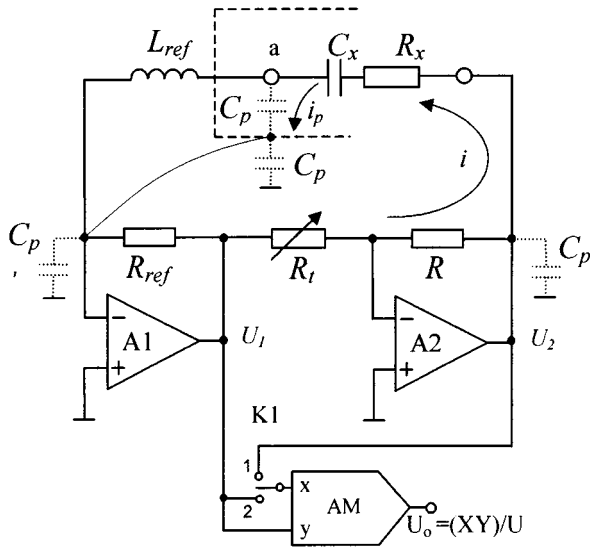 L_ref a C_x R_x
C_p i_p
C_p i
C_p R_ref R_t R C_p
,
− A1 + U_1 − A2 + U_2
K1
1
x
2
AM
y
U_o=(XY)/U